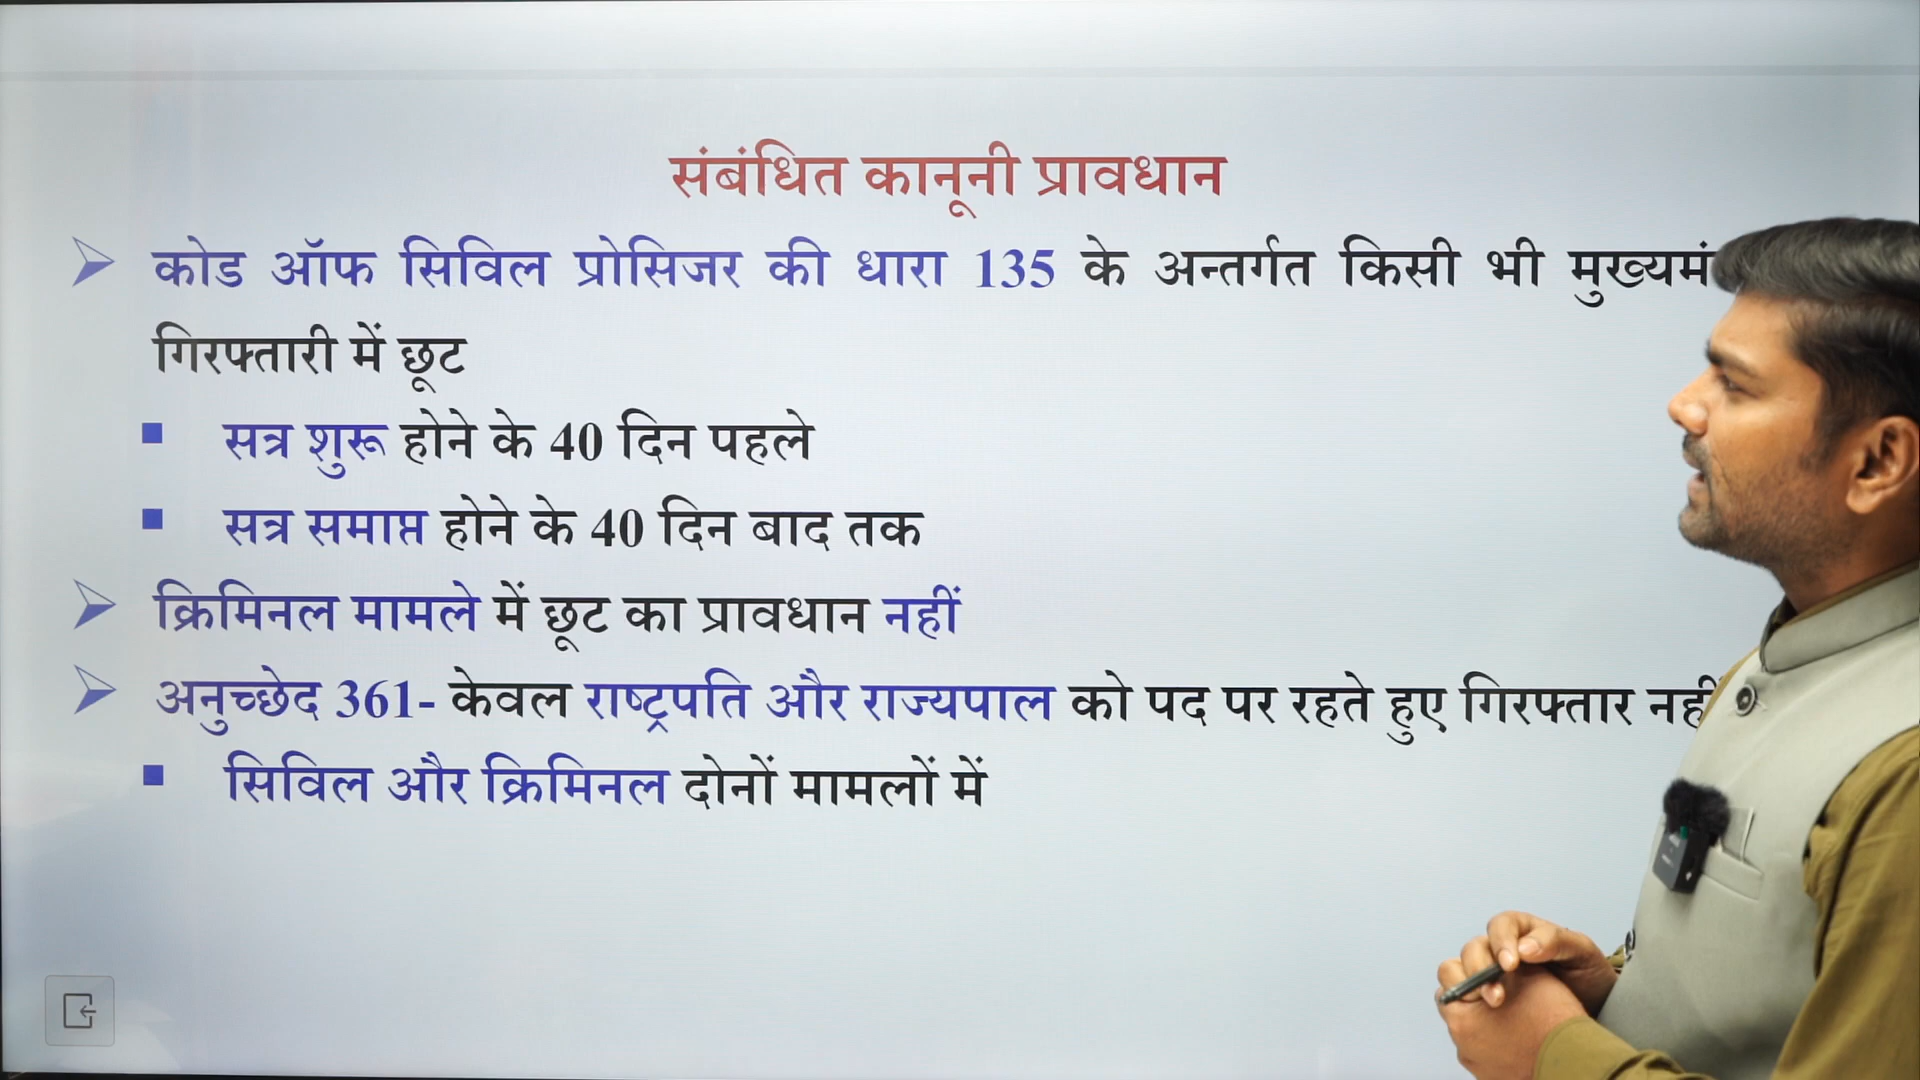 संबंधित कानूनी प्रावधान
कोड ऑफ सिविल प्रोसिजर की धारा 135 के अन्तर्गत किसी भी
गिरफ्तारी में छूट
सत्र शुरू होने के 40 दिन पहले
सत्र समाप्त होने के 40 दिन बाद तक
क्रिमिनल मामले में छूट का प्रावधान नहीं
अनुच्छेद 361- केवल राष्ट्रपति और राज्यपाल को पद पर रहते हुए गिरफ्तार नहीं
सिविल और क्रिमिनल दोनों मामलों में